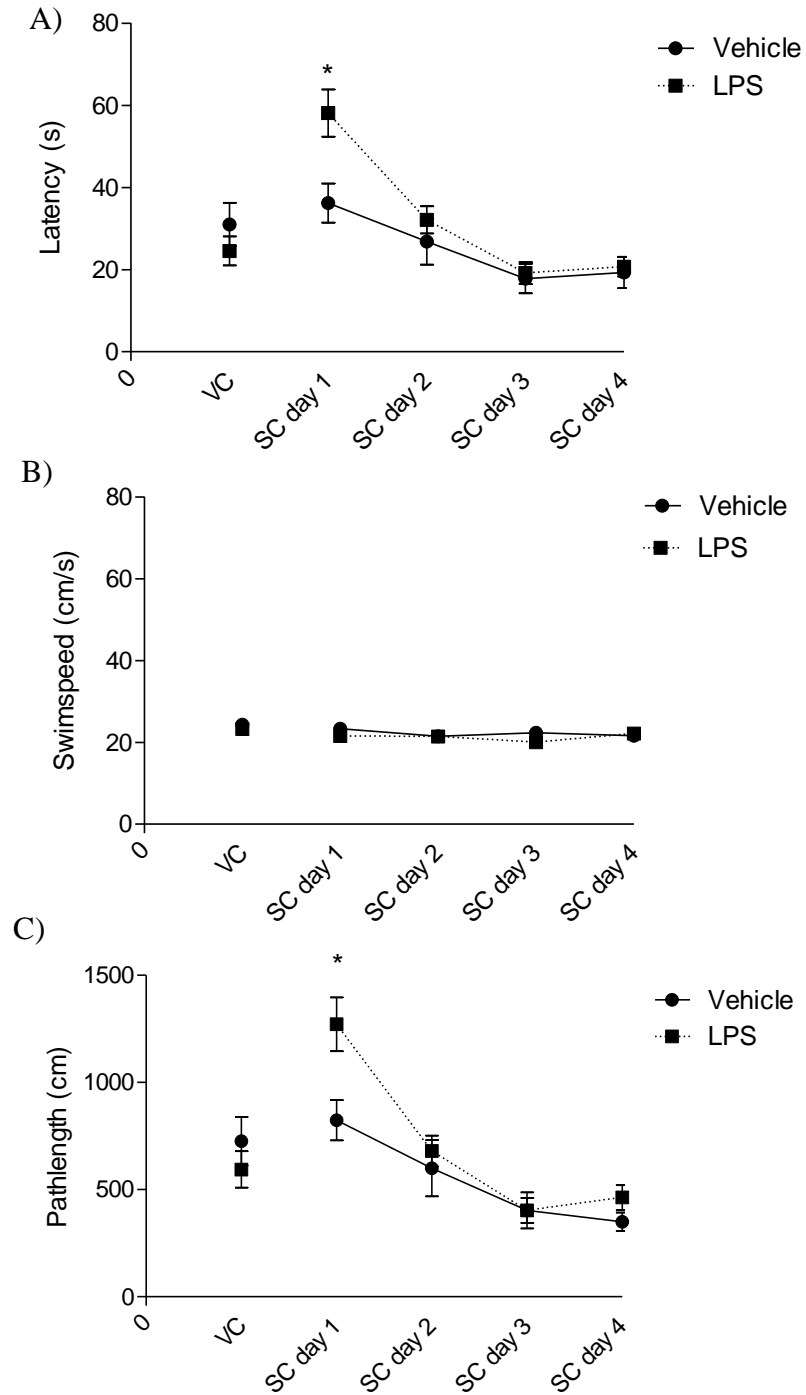 A)
80
60
40
20
0
Latency (s)
*
Vehicle
LPS
0
VC
SC day 1
SC day 2
SC day 3
SC day 4
B)
80
60
40
20
0
Swimspeed (cm/s)
Vehicle
LPS
0
VC
SC day 1
SC day 2
SC day 3
SC day 4
C)
1500
1000
500
0
Pathlength (cm)
*
Vehicle
LPS
0
VC
SC day 1
SC day 2
SC day 3
SC day 4